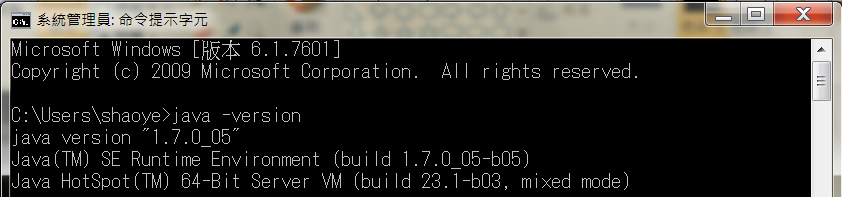 系統管理員: 命令提示字元
Microsoft Windows [版本 6.1.7601]
Copyright (c) 2009 Microsoft Corporation.  All rights reserved.
C:\Users\shaoye>java -version
java version "1.7.0_05"
Java(TM) SE Runtime Environment (build 1.7.0_05-b05)
Java HotSpot(TM) 64-Bit Server VM (build 23.1-b03, mixed mode)